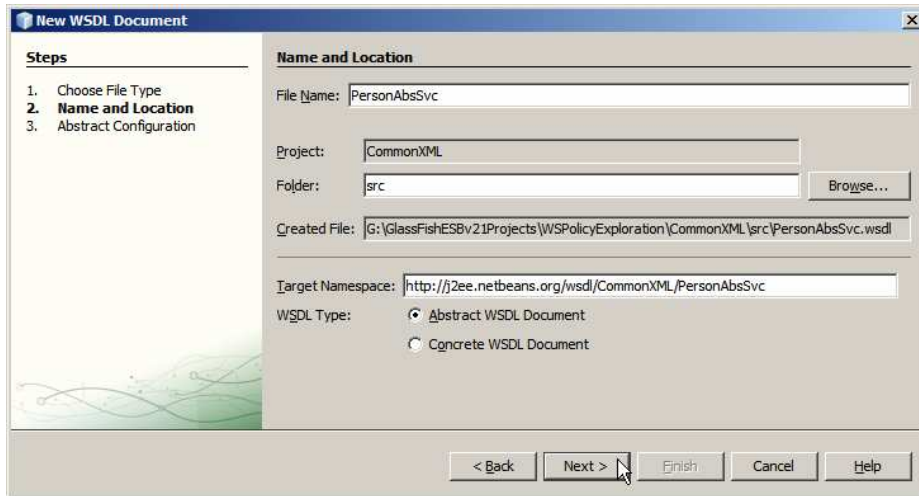 New WSDL Document
Steps
1. Choose File Type
2. Name and Location
3. Abstract Configuration
Name and Location
File Name: PersonAbsSvc
Project: CommonXML
Folder: src Browse...
Created File: G:\GlassFishESBv21Projects\WSPolicyExploration\CommonXML\src\PersonAbsSvc.wsdl
Target Namespace: http://j2ee.netbeans.org/wsdl/CommonXML/PersonAbsSvc
WSDL Type: Abstract WSDL Document
Concrete WSDL Document
< Back Next > Finish Cancel Help